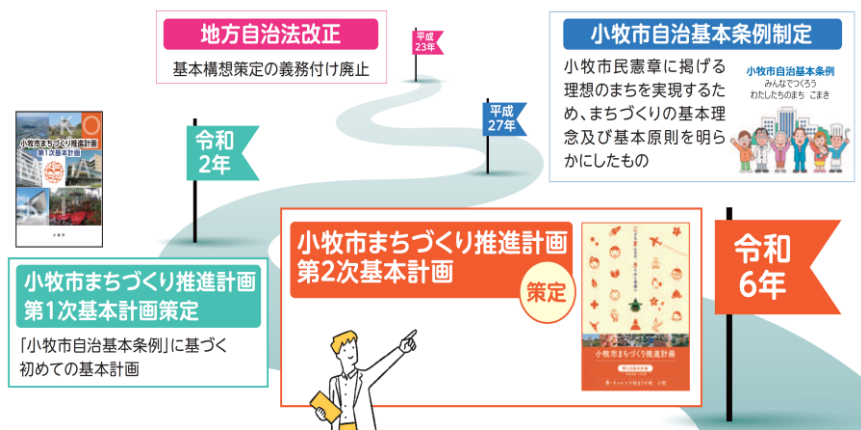 地方自治法改正
基本構想策定の義務付け廃止
平成
23年
小牧市自治基本条例制定
小牧市民憲章に掲げる
理想のまちを実現するた
め、まちづくりの基本理
念及び基本原則を明ら
かにしたもの
小牧市自治基本条例
みんなでつくろう
わたしたちのまち こまき
平成
27年
令和
2年
小牧市まちづくり推進計画
第1次基本計画
小牧市
小牧市まちづくり推進計画
第1次基本計画策定
「小牧市自治基本条例」に基づく
初めての基本計画
小牧市まちづくり推進計画
第2次基本計画
策定
小牧市まちづくり推進計画
第2次基本計画
令和
6年